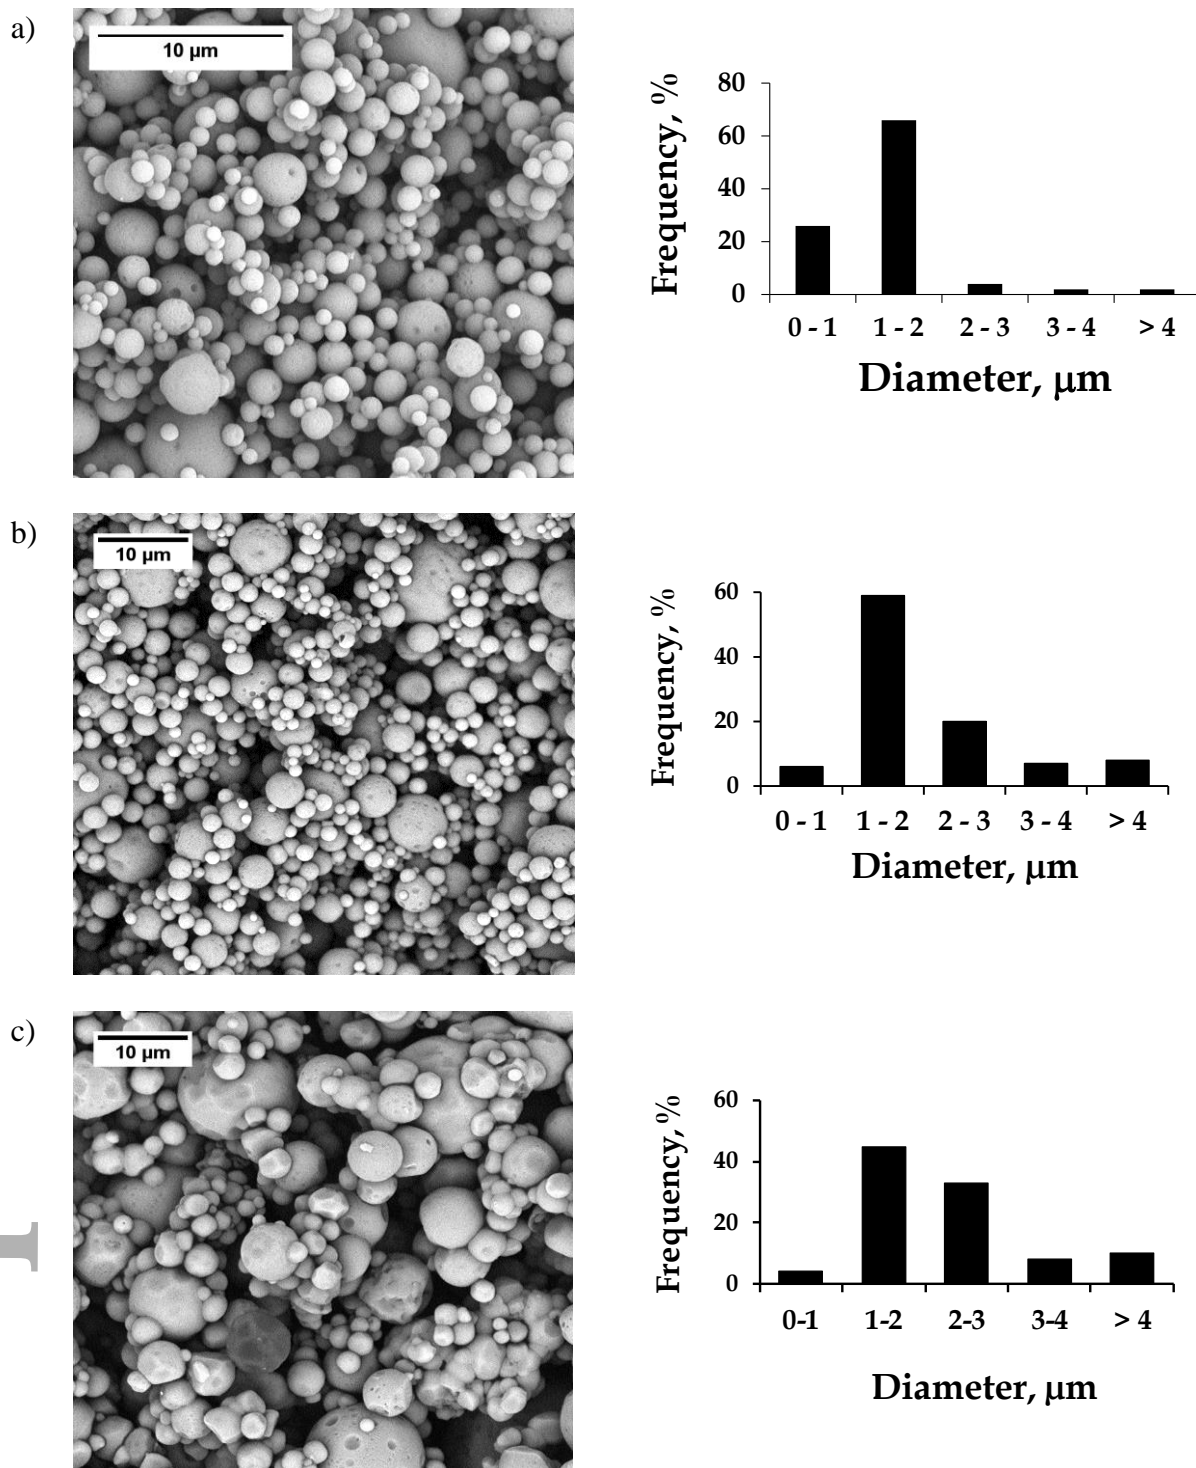 a)
10 µm
Frequency, %
80
60
40
20
0
0 - 1 1 - 2 2 - 3 3 - 4 > 4
Diameter, µm
b)
10 µm
Frequency, %
60
40
20
0
0 - 1 1 - 2 2 - 3 3 - 4 > 4
Diameter, µm
c)
10 µm
Frequency, %
60
40
20
0
0-1 1-2 2-3 3-4 > 4
Diameter, µm